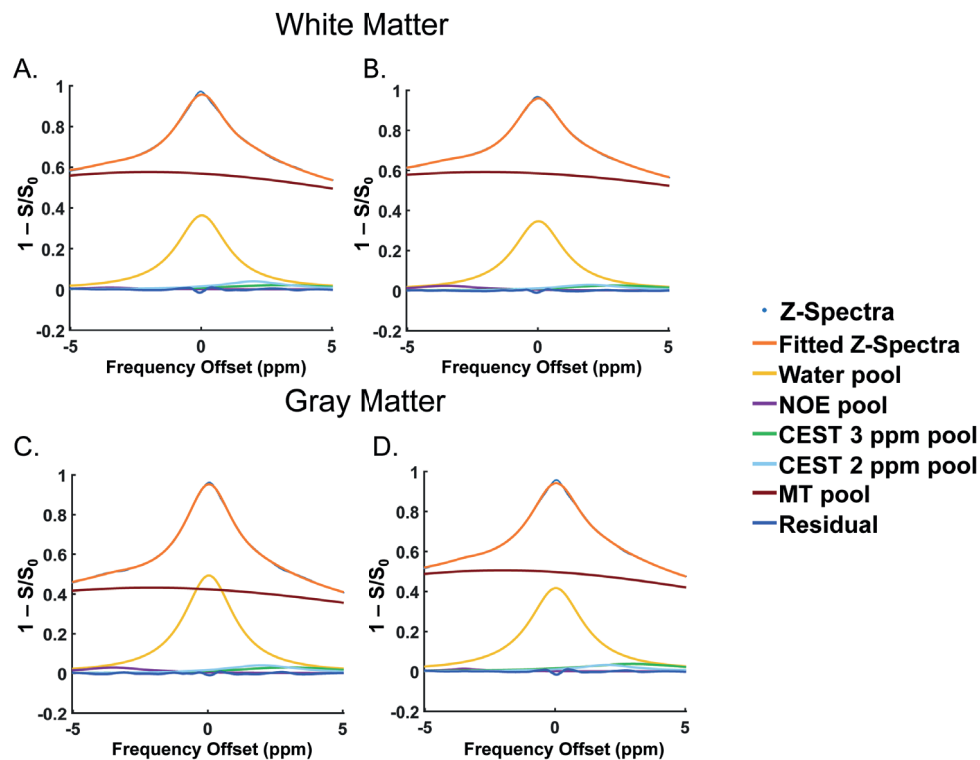 White Matter
A.
1
0.8
0.6
0.4
0.2
0
-0.2
1 – S/S0
-5
0
5
Frequency Offset (ppm)
B.
1
0.8
0.6
0.4
0.2
0
-0.2
1 – S/S0
-5
0
5
Frequency Offset (ppm)
Gray Matter
C.
1
0.8
0.6
0.4
0.2
0
-0.2
1 – S/S0
-5
0
5
Frequency Offset (ppm)
D.
1
0.8
0.6
0.4
0.2
0
-0.2
1 – S/S0
-5
0
5
Frequency Offset (ppm)
Z-Spectra
Fitted Z-Spectra
Water pool
NOE pool
CEST 3 ppm pool
CEST 2 ppm pool
MT pool
Residual